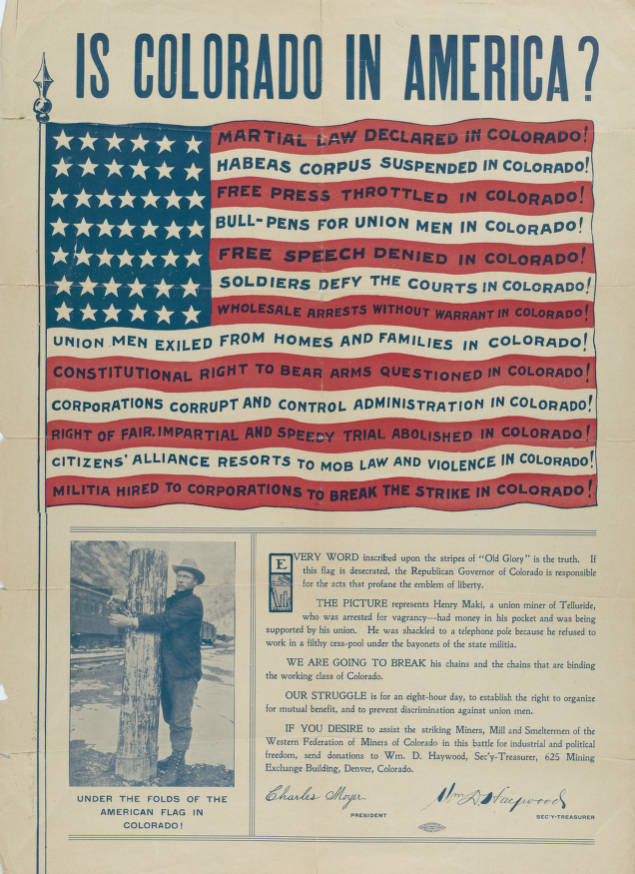 IS COLORADO IN AMERICA?
MARTIAL LAW DECLARED IN COLORADO!
HABEAS CORPUS SUSPENDED IN COLORADO!
FREE PRESS THROTTLED IN COLORADO!
BULL-PENS FOR UNION MEN IN COLORADO!
FREE SPEECH DENIED IN COLORADO!
SOLDIERS DEFY THE COURTS IN COLORADO!
WHOLESALE ARRESTS WITHOUT WARRANT IN COLORADO!
UNION MEN EXILED FROM HOMES AND FAMILIES IN COLORADO!
CONSTITUTIONAL RIGHT TO BEAR ARMS QUESTIONED IN COLORADO!
CORPORATIONS CORRUPT AND CONTROL ADMINISTRATION IN COLORADO!
RIGHT OF FAIR, IMPARTIAL AND SPEEDY TRIAL ABOLISHED IN COLORADO!
CITIZENS' ALLIANCE RESORTS TO MOB LAW AND VIOLENCE IN COLORADO!
MILITIA HIRED TO CORPORATIONS TO BREAK THE STRIKE IN COLORADO!
UNDER THE FOLDS OF THE
AMERICAN FLAG IN
COLORADO!
EVERY WORD inscribed upon the stripes of "Old Glory" is the truth. If
this flag is desecrated, the Republican Governor of Colorado is responsible
for the acts that profane the emblem of liberty.
THE PICTURE represents Henry Maki, a union miner of Telluride,
who was arrested for vagrancy—had money in his pocket and was being
supported by his union. He was shackled to a telephone pole because he refused to
work in a filthy cess-pool under the bayonets of the state militia.
WE ARE GOING TO BREAK his chains and the chains that are binding
the working class of Colorado.
OUR STRUGGLE is for an eight-hour day, to establish the right to organize
for mutual benefit, and to prevent discrimination against union men.
IF YOU DESIRE to assist the striking Miners, Mill and Smeltermen of the
Western Federation of Miners of Colorado in this battle for industrial and political
freedom, send donations to Wm. D. Haywood, Sec'y-Treasurer, 625 Mining
Exchange Building, Denver, Colorado.
Charles Moyer Wm D. Haywood
PRESIDENT SEC'Y-TREASURER